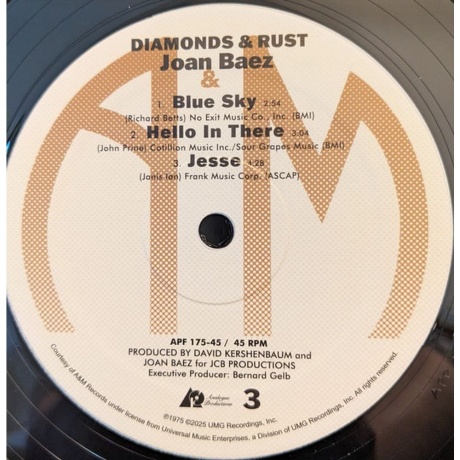 DIAMONDS & RUST
Joan Baez
&
1. Blue Sky 2:54
(Richard Betts) No Exit Music Co., Inc. (BMI)
2. Hello In There 3:04
(John Prine) Cotillion Music Inc./Sour Grapes Music (BMI)
3. Jesse 4:28
(Janis Ian) Frank Music Corp. (ASCAP)
AM
APF 175-45 / 45 RPM
PRODUCED BY DAVID KERSHENBAUM and
JOAN BAEZ for JCB PRODUCTIONS
Executive Producer: Bernard Gelb
Analogue
Productions
3
℗1975 ©2025 UMG Recordings, Inc.
Courtesy of A&M Records under license from Universal Music Enterprises, a Division of UMG Recordings, Inc. All rights reserved.